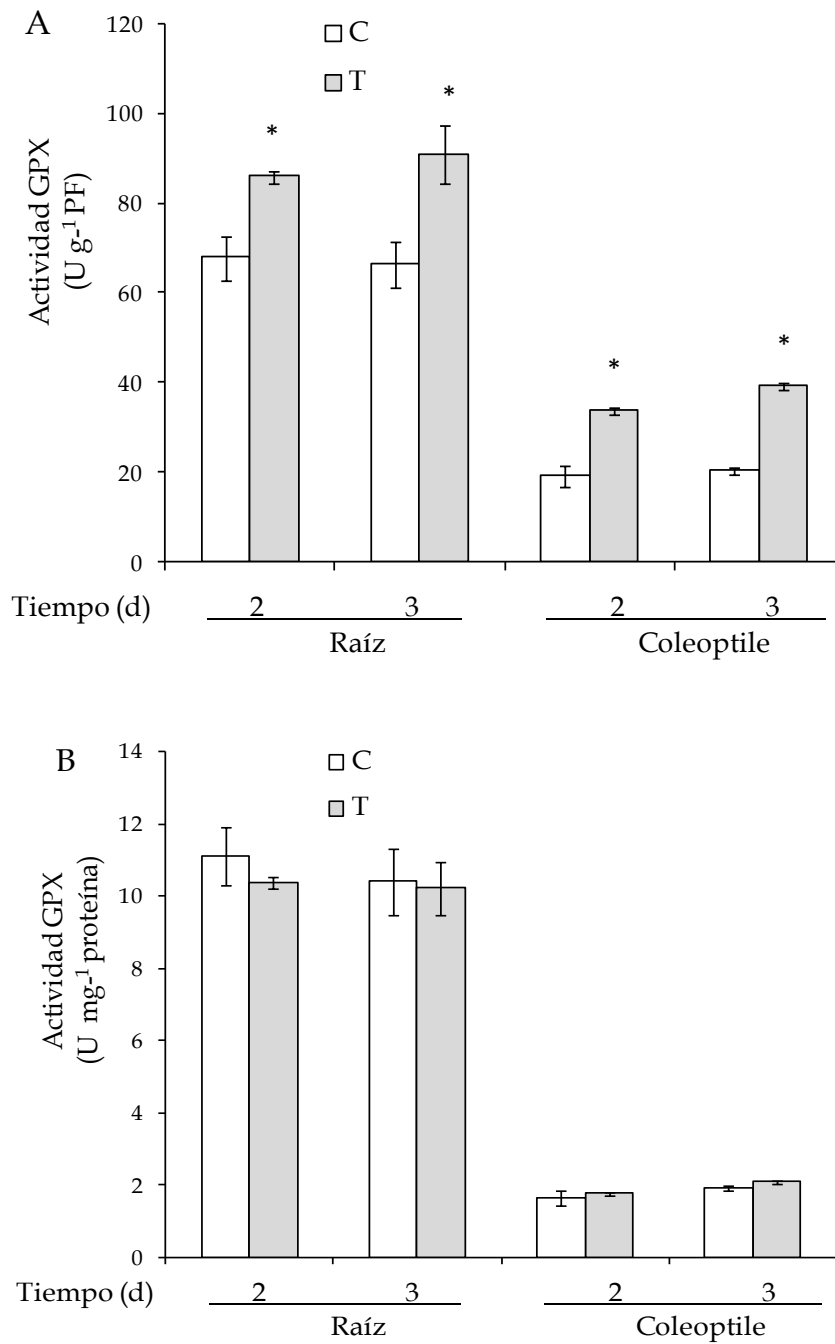 A
C
T
120
100
80
60
40
20
0
Actividad GPX
(U g-1 PF)
*
*
*
*
Tiempo (d) 2 3 2 3
Raíz Coleoptile
B
C
T
14
12
10
8
6
4
2
0
Actividad GPX
(U mg-1 proteína)
Tiempo (d) 2 3 2 3
Raíz Coleoptile